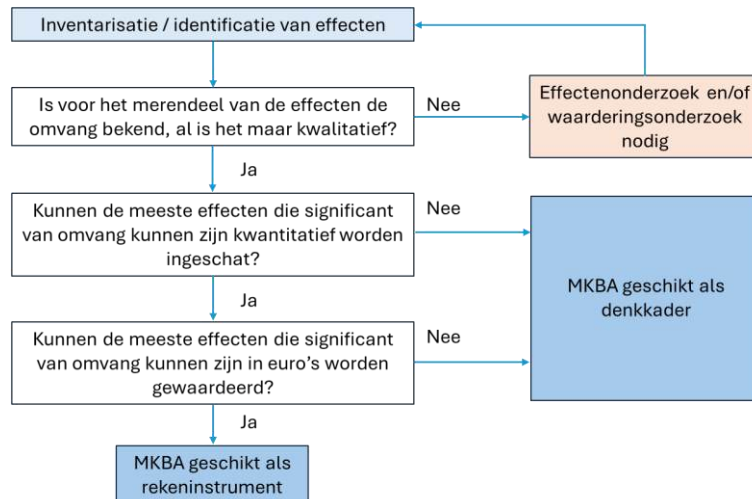 Inventarisatie / identificatie van effecten
Is voor het merendeel van de effecten de
omvang bekend, al is het maar kwalitatief?
Nee
Effectenonderzoek en/of
waarderingsonderzoek
nodig
Ja
Kunnen de meeste effecten die significant
van omvang kunnen zijn kwantitatief worden
ingeschat?
Nee
MKBA geschikt als
denkkader
Ja
Kunnen de meeste effecten die significant
van omvang kunnen zijn in euro’s worden
gewaardeerd?
Nee
Ja
MKBA geschikt als
rekeninstrument